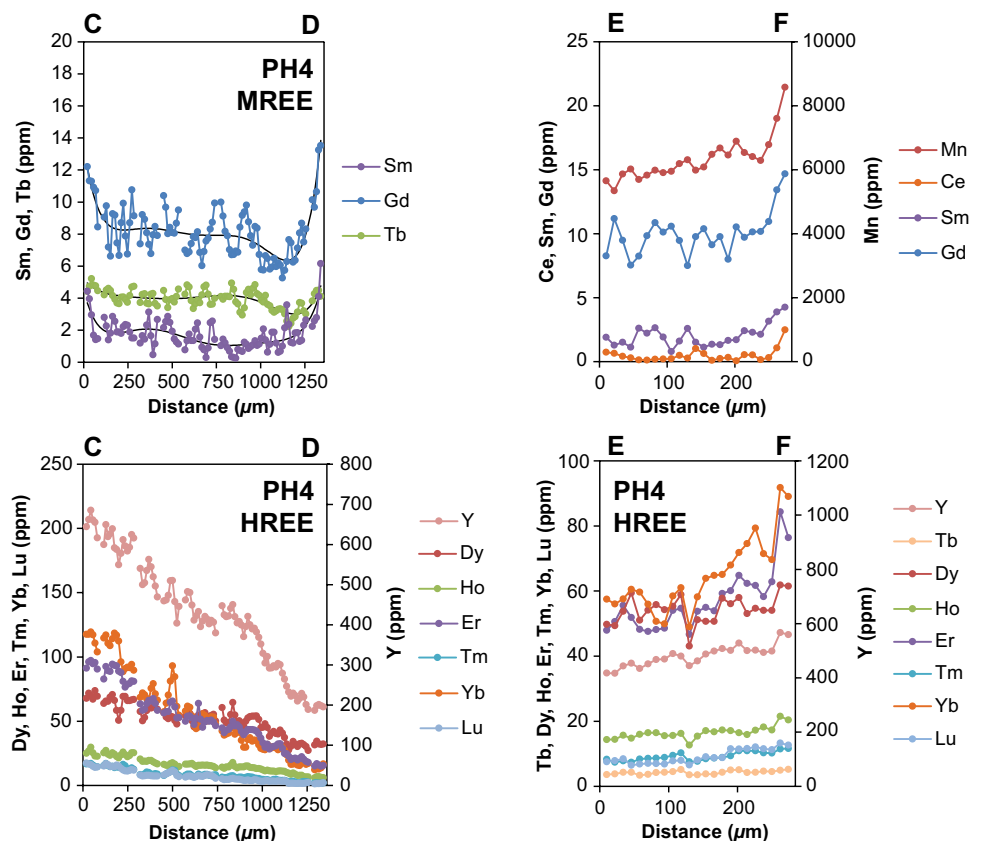 C D
20
18
16
14
12
10
8
6
4
2
0
Sm, Gd, Tb (ppm)
PH4
MREE
0 250 500 750 1000 1250
Distance (µm)
Sm
Gd
Tb
E F
25
20
15
10
5
0
Ce, Sm, Gd (ppm)
10000
8000
6000
4000
2000
0
Mn (ppm)
0 100 200
Distance (µm)
Mn
Ce
Sm
Gd
C D
250
200
150
100
50
0
Dy, Ho, Er, Tm, Yb, Lu (ppm)
PH4
HREE
800
700
600
500
400
300
200
100
0
Y (ppm)
0 250 500 750 1000 1250
Distance (µm)
Y
Dy
Ho
Er
Tm
Yb
Lu
E F
100
80
60
40
20
0
Tb, Dy, Ho, Er, Tm, Yb, Lu (ppm)
PH4
HREE
1200
1000
800
600
400
200
0
Y (ppm)
0 100 200
Distance (µm)
Y
Tb
Dy
Ho
Er
Tm
Yb
Lu